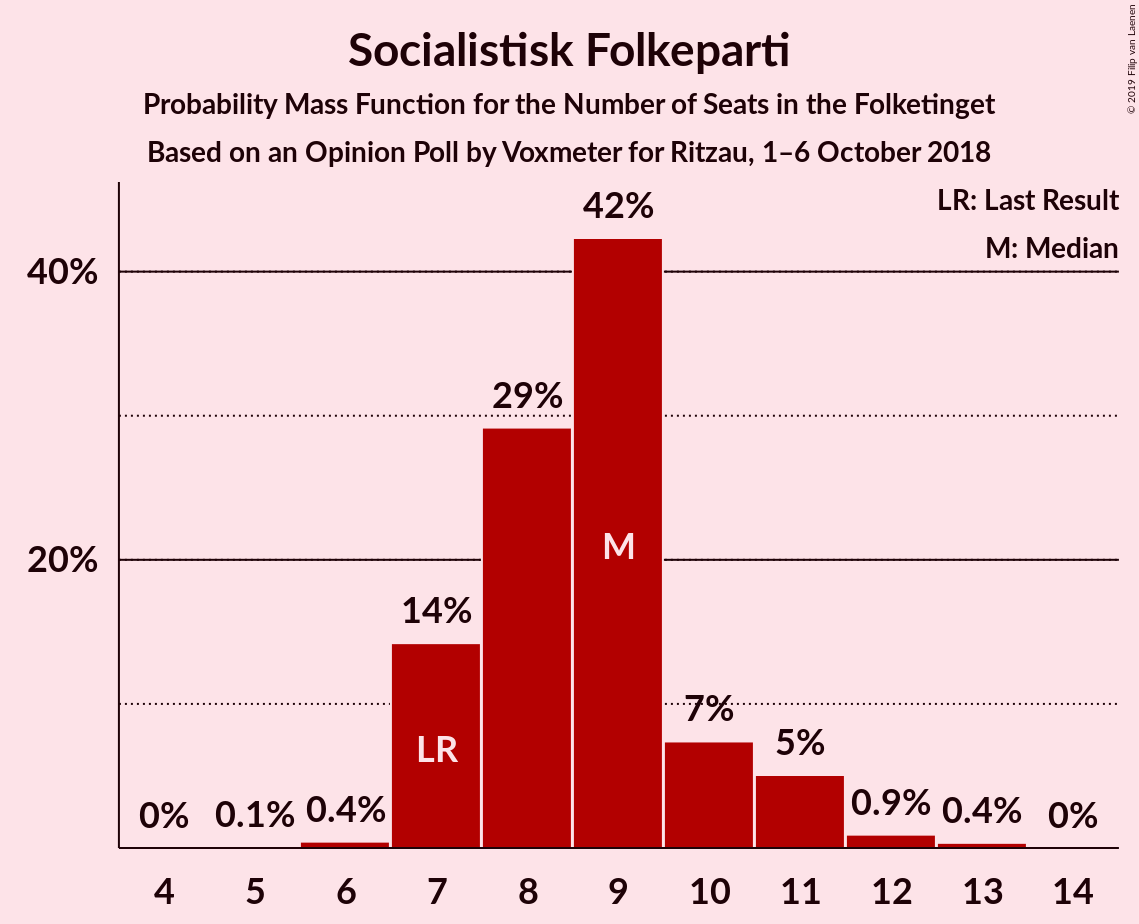 Socialistisk Folkeparti
Probability Mass Function for the Number of Seats in the Folketinget
Based on an Opinion Poll by Voxmeter for Ritzau, 1–6 October 2018
© 2019 Filip van Laenen
LR: Last Result
M: Median
42%
40%
29%
M
20%
14%
LR
7%
5%
0% 0.1% 0.4% 0.9% 0.4% 0%
4 5 6 7 8 9 10 11 12 13 14